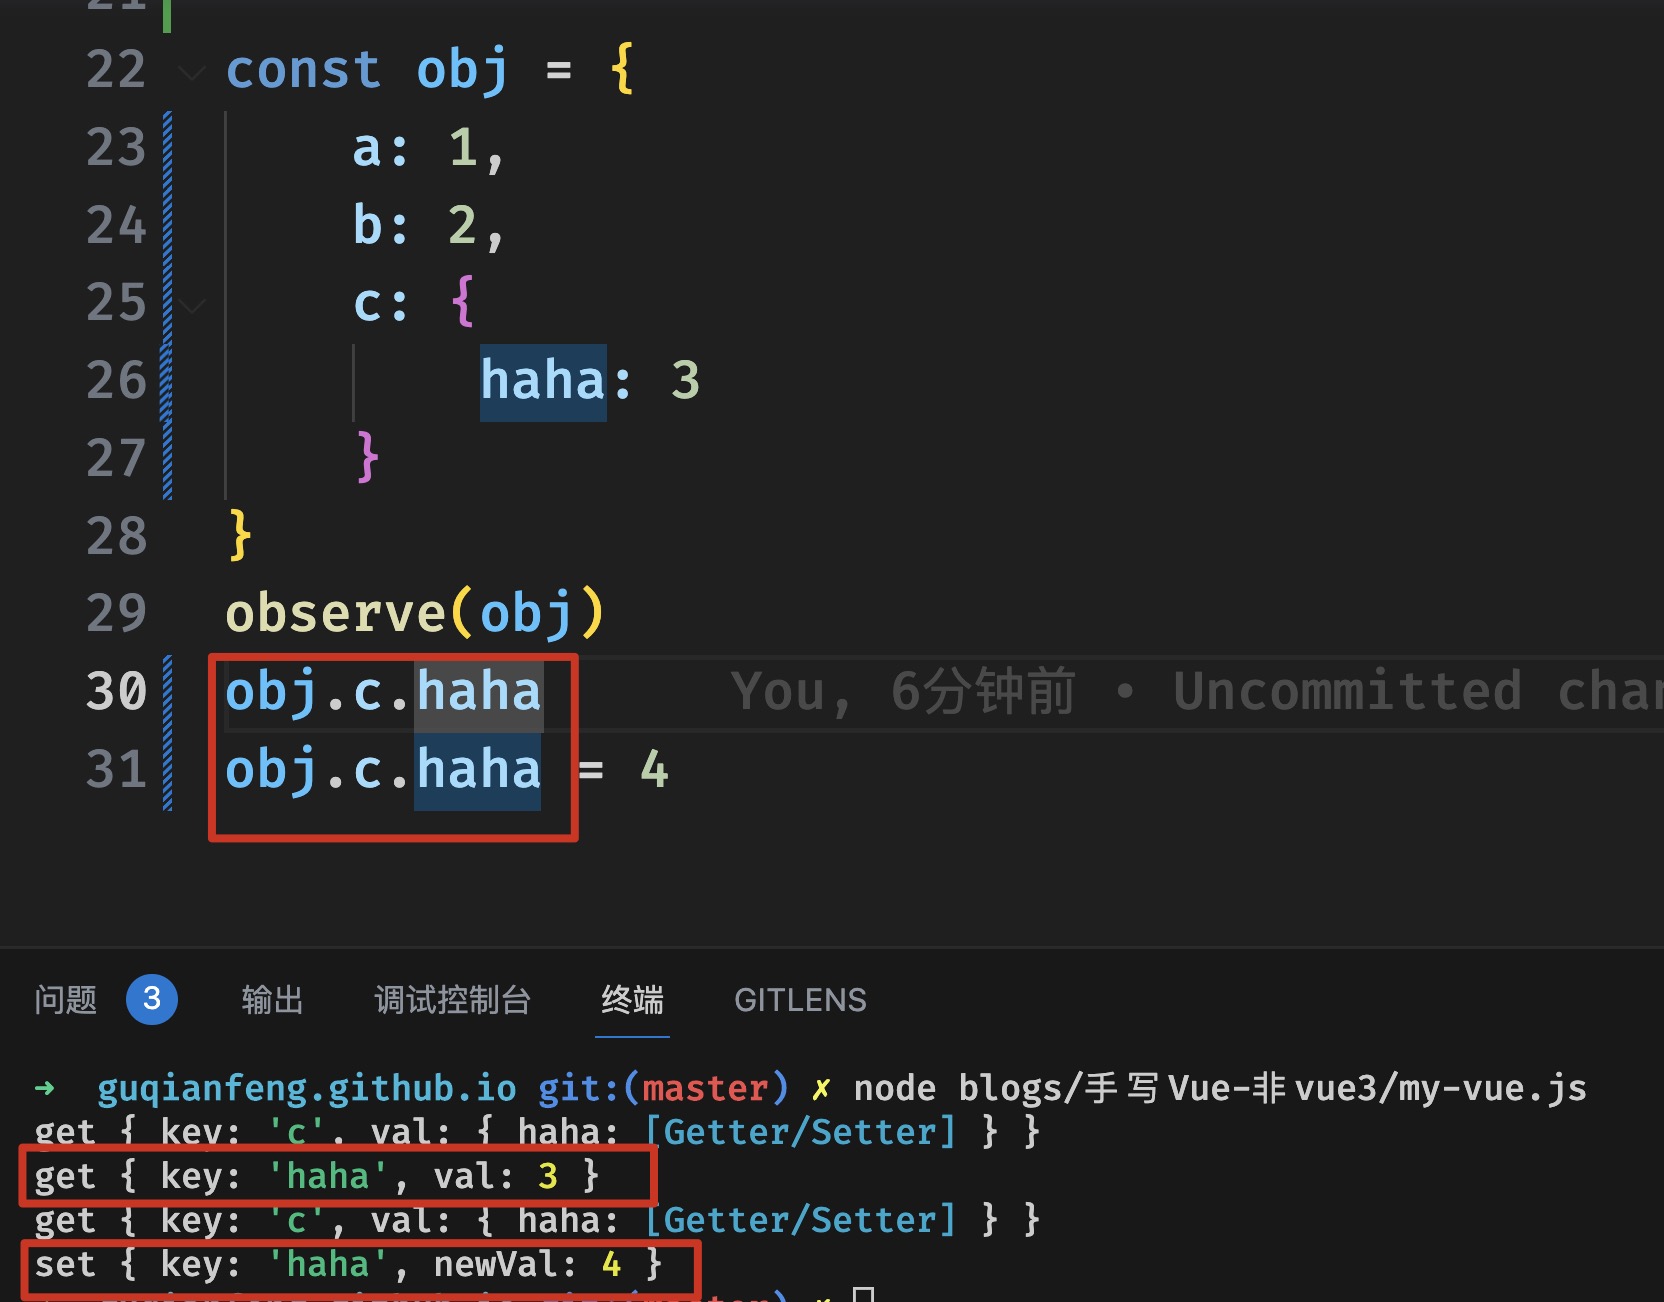 21
22 const obj = {
23 a: 1,
24 b: 2,
25 c: {
26 haha: 3
27 }
28 }
29 observe(obj)
30 obj.c.haha You, 6分钟前 • Uncommitted chan
31 obj.c.haha = 4
问题 3 输出 调试控制台 终端 GITLENS
➜ guqianfeng.github.io git:(master) ✗ node blogs/手写Vue-非vue3/my-vue.js
get { key: 'c', val: { haha: [Getter/Setter] } }
get { key: 'haha', val: 3 }
get { key: 'c', val: { haha: [Getter/Setter] } }
set { key: 'haha', newVal: 4 }